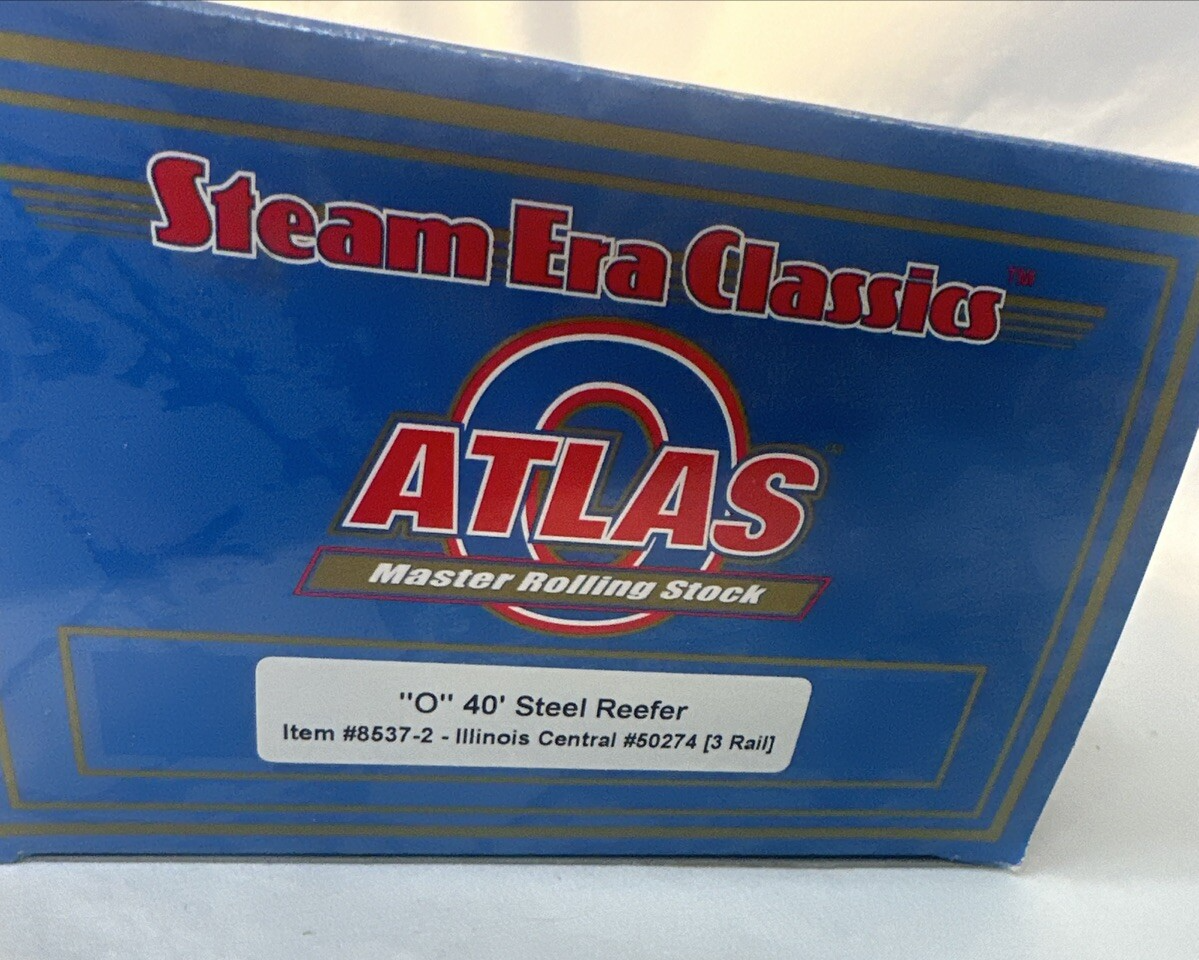 Steam Era Classics™
ATLAS
Master Rolling Stock
"O" 40' Steel Reefer
Item #8537-2 - Illinois Central #50274 [3 Rail]